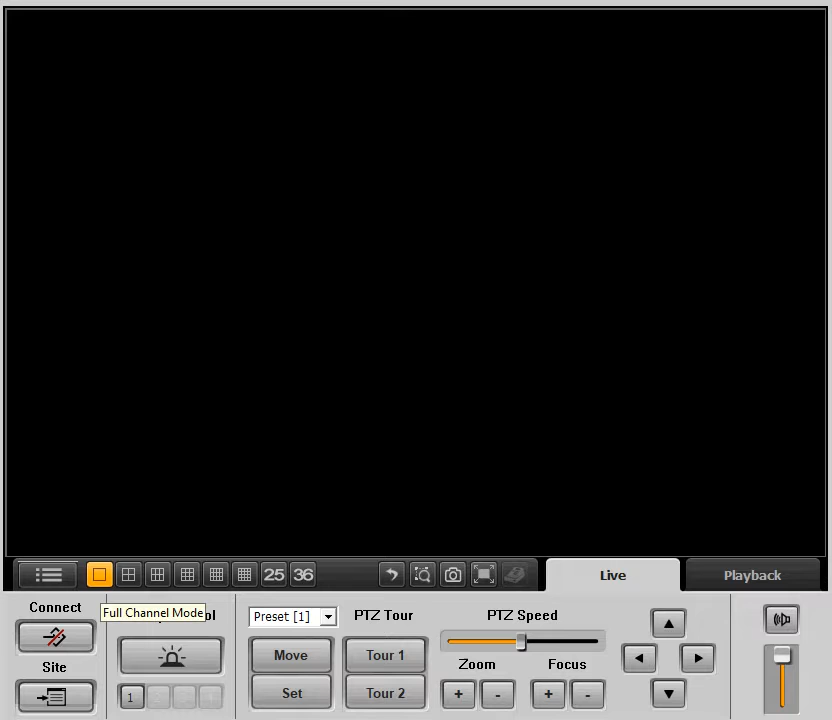 25 36
Live
Playback
Connect
Full Channel Mode
ol
Preset [1]
PTZ Tour
PTZ Speed
Move
Tour 1
Site
Zoom
Focus
Set
Tour 2
+ -
+ -
1